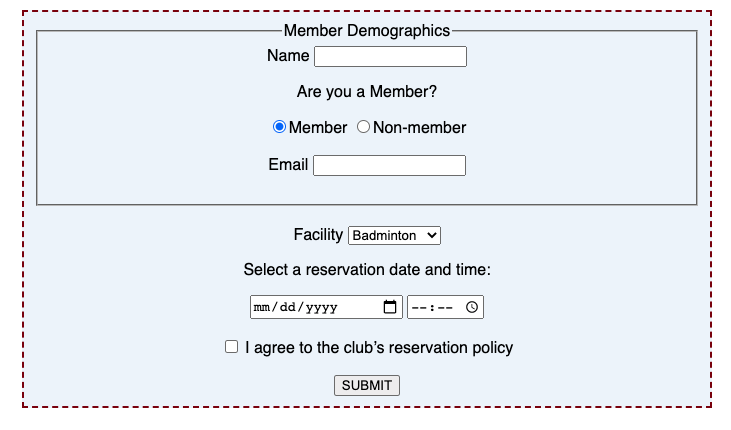 Member Demographics
Name
Are you a Member?
Member Non-member
Email
Facility Badminton
Select a reservation date and time:
mm/dd/yyyy --:--
I agree to the club’s reservation policy
SUBMIT